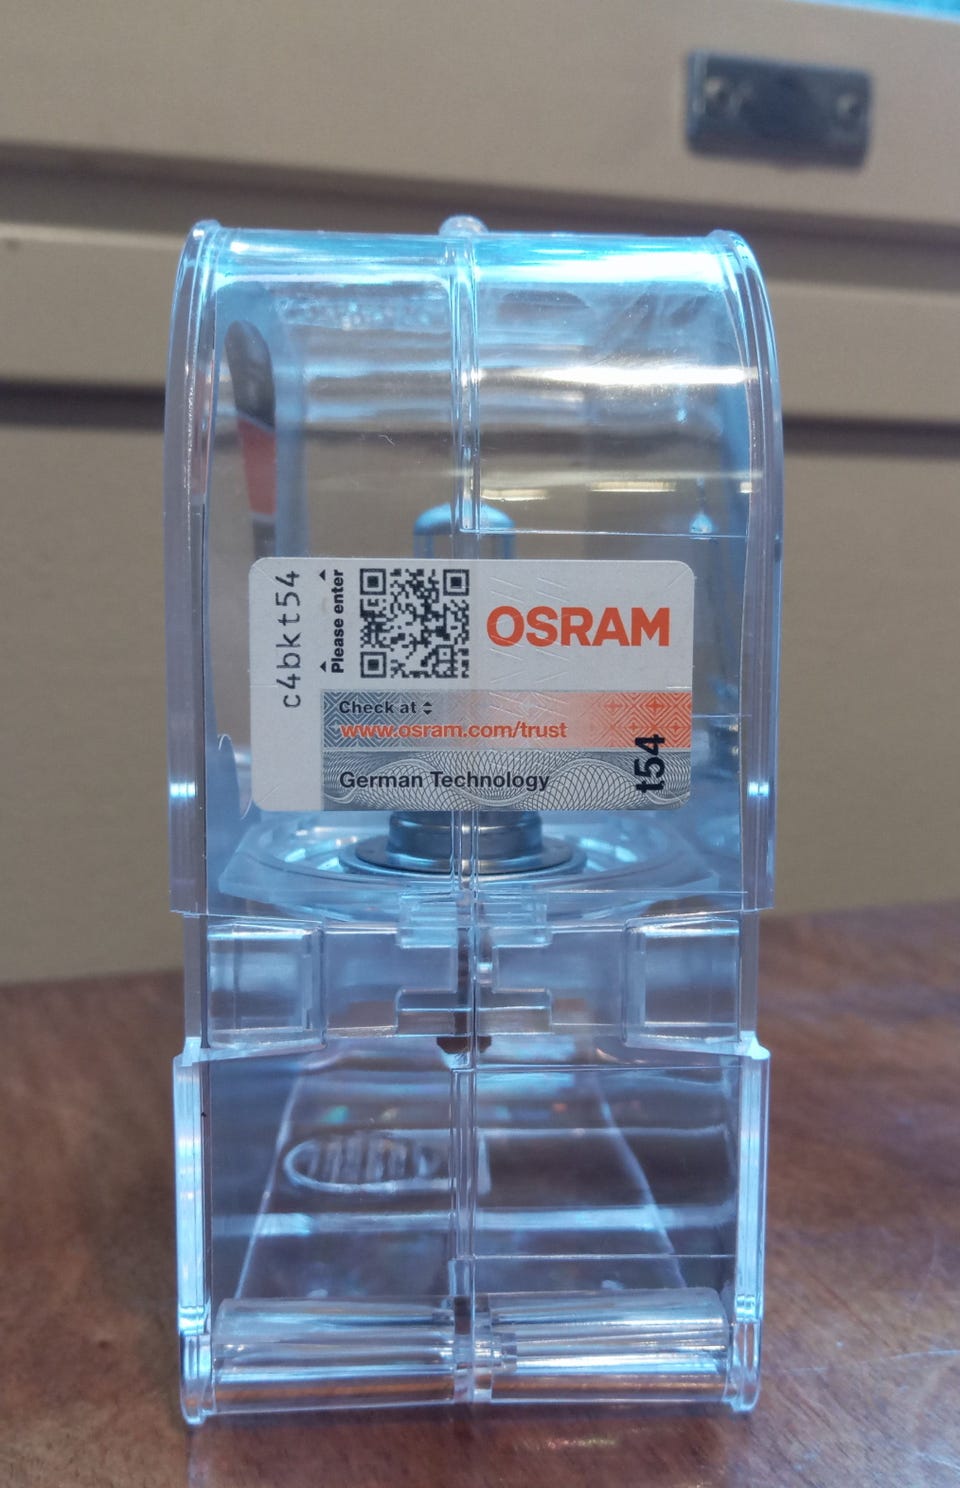 c4bkt54
Please enter
OSRAM
Check at
www.osram.com/trust
German Technology
t54